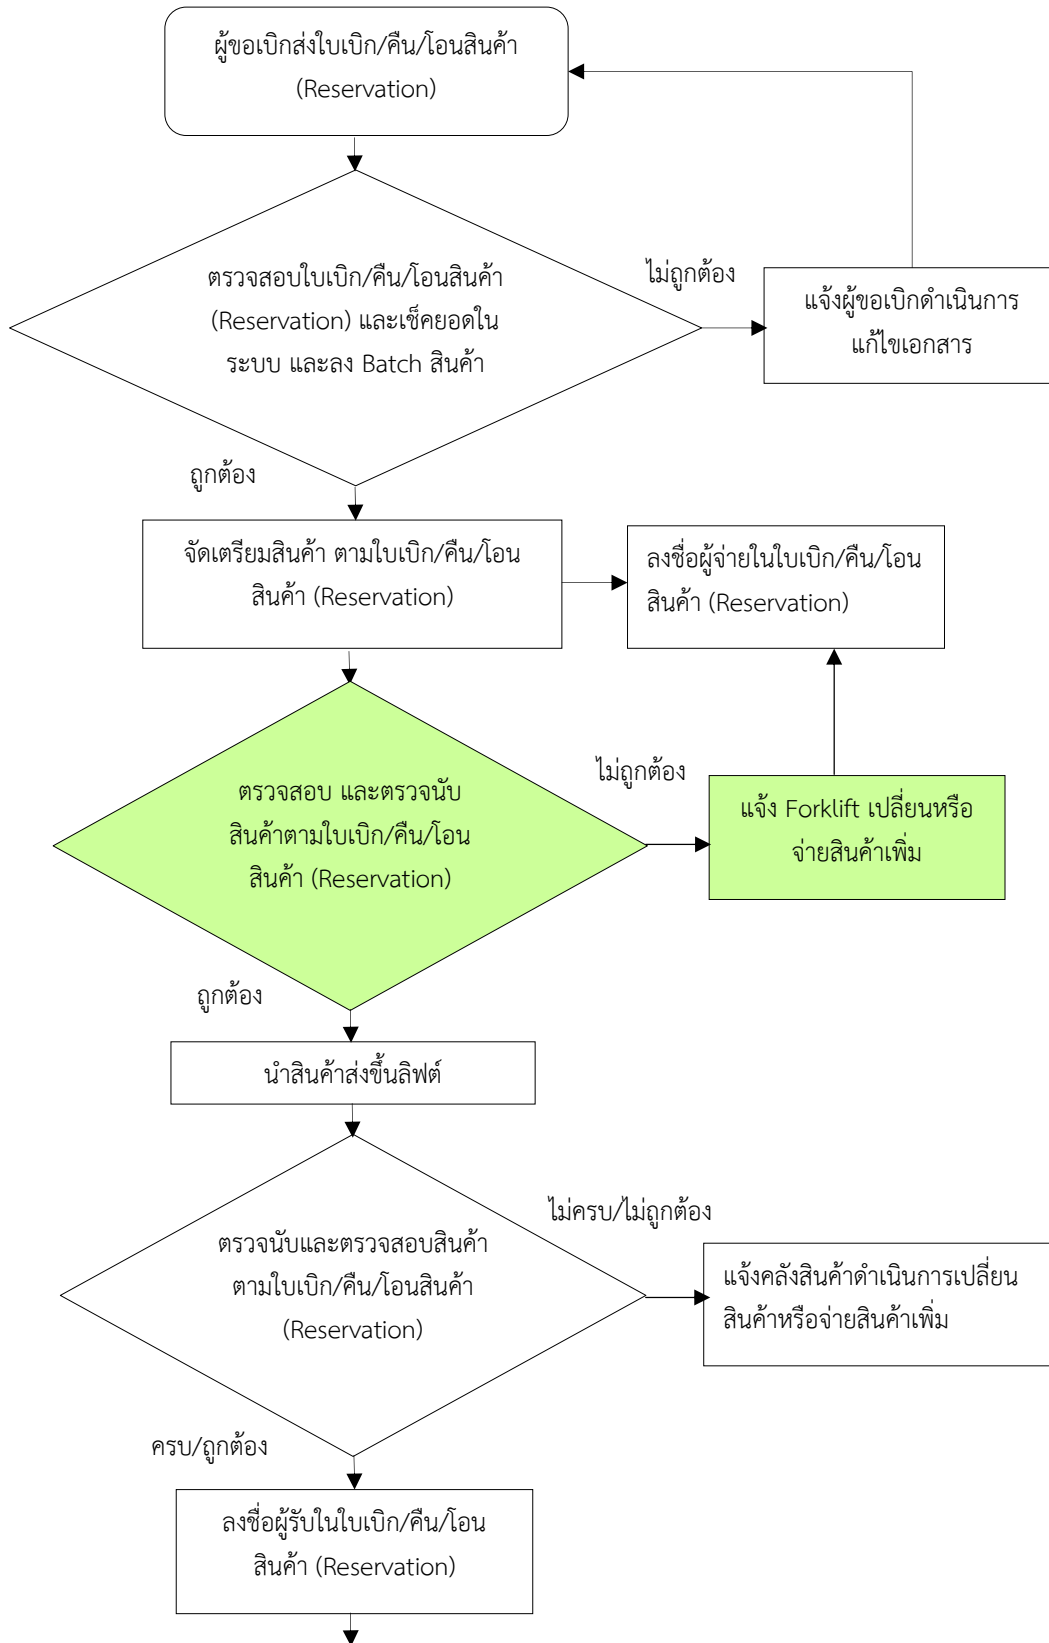 ผู้ขอเบิกส่งใบเบิก/คืน/โอนสินค้า
(Reservation)
ตรวจสอบใบเบิก/คืน/โอนสินค้า
(Reservation) และเช็คยอดใน
ระบบ และลง Batch สินค้า
ไม่ถูกต้อง
แจ้งผู้ขอเบิกดำเนินการ
แก้ไขเอกสาร
ถูกต้อง
จัดเตรียมสินค้า ตามใบเบิก/คืน/โอน
สินค้า (Reservation)
ลงชื่อผู้จ่ายในใบเบิก/คืน/โอน
สินค้า (Reservation)
ตรวจสอบ และตรวจนับ
สินค้าตามใบเบิก/คืน/โอน
สินค้า (Reservation)
ไม่ถูกต้อง
แจ้ง Forklift เปลี่ยนหรือ
จ่ายสินค้าเพิ่ม
ถูกต้อง
นำสินค้าส่งขึ้นลิฟต์
ตรวจนับและตรวจสอบสินค้า
ตามใบเบิก/คืน/โอนสินค้า
(Reservation)
ไม่ครบ/ไม่ถูกต้อง
แจ้งคลังสินค้าดำเนินการเปลี่ยน
สินค้าหรือจ่ายสินค้าเพิ่ม
ครบ/ถูกต้อง
ลงชื่อผู้รับในใบเบิก/คืน/โอน
สินค้า (Reservation)